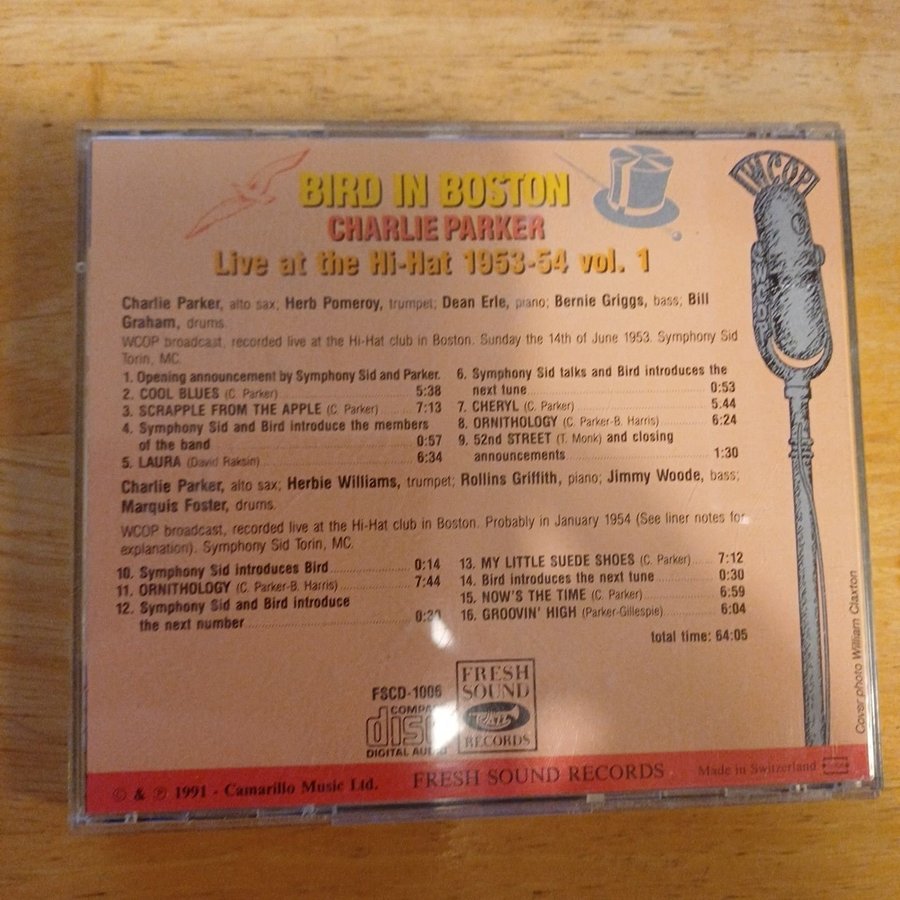 BIRD IN BOSTON
CHARLIE PARKER
Live at the Hi-Hat 1953-54 vol. 1
WCOP
Charlie Parker, alto sax; Herb Pomeroy, trumpet; Dean Erle, piano; Bernie Griggs, bass; Bill
Graham, drums.
WCOP broadcast, recorded live at the Hi-Hat club in Boston. Sunday the 14th of June 1953. Symphony Sid
Torin, MC.
1. Opening announcement by Symphony Sid and Parker.
2. COOL BLUES (C. Parker) 5:38
3. SCRAPPLE FROM THE APPLE (C. Parker) 7:13
4. Symphony Sid and Bird introduce the members
of the band 0:57
5. LAURA (David Raksin) 6:34
6. Symphony Sid talks and Bird introduces the
next tune 0:53
7. CHERYL (C. Parker) 5.44
8. ORNITHOLOGY (C. Parker-B. Harris) 6:24
9. 52nd STREET (T. Monk) and closing
announcements 1:30
Charlie Parker, alto sax; Herbie Williams, trumpet; Rollins Griffith, piano; Jimmy Woode, bass;
Marquis Foster, drums.
WCOP broadcast, recorded live at the Hi-Hat club in Boston. Probably in January 1954 (See liner notes for
explanation). Symphony Sid Torin, MC.
10. Symphony Sid introduces Bird 0:14
11. ORNITHOLOGY (C. Parker-B. Harris) 7:44
12. Symphony Sid and Bird introduce
the next number
13. MY LITTLE SUEDE SHOES (C. Parker) 7:12
14. Bird introduces the next tune 0:30
15. NOW'S THE TIME (C. Parker) 6:59
16. GROOVIN' HIGH (Parker-Gillespie) 6:04
total time: 64:05
Cover photo William Claxton
FSCD-1006
COMPACT
disc
DIGITAL AUDIO
FRESH
SOUND
Jazz
RECORDS
© & ℗ 1991 - Camarillo Music Ltd.
FRESH SOUND RECORDS
Made in Switzerland